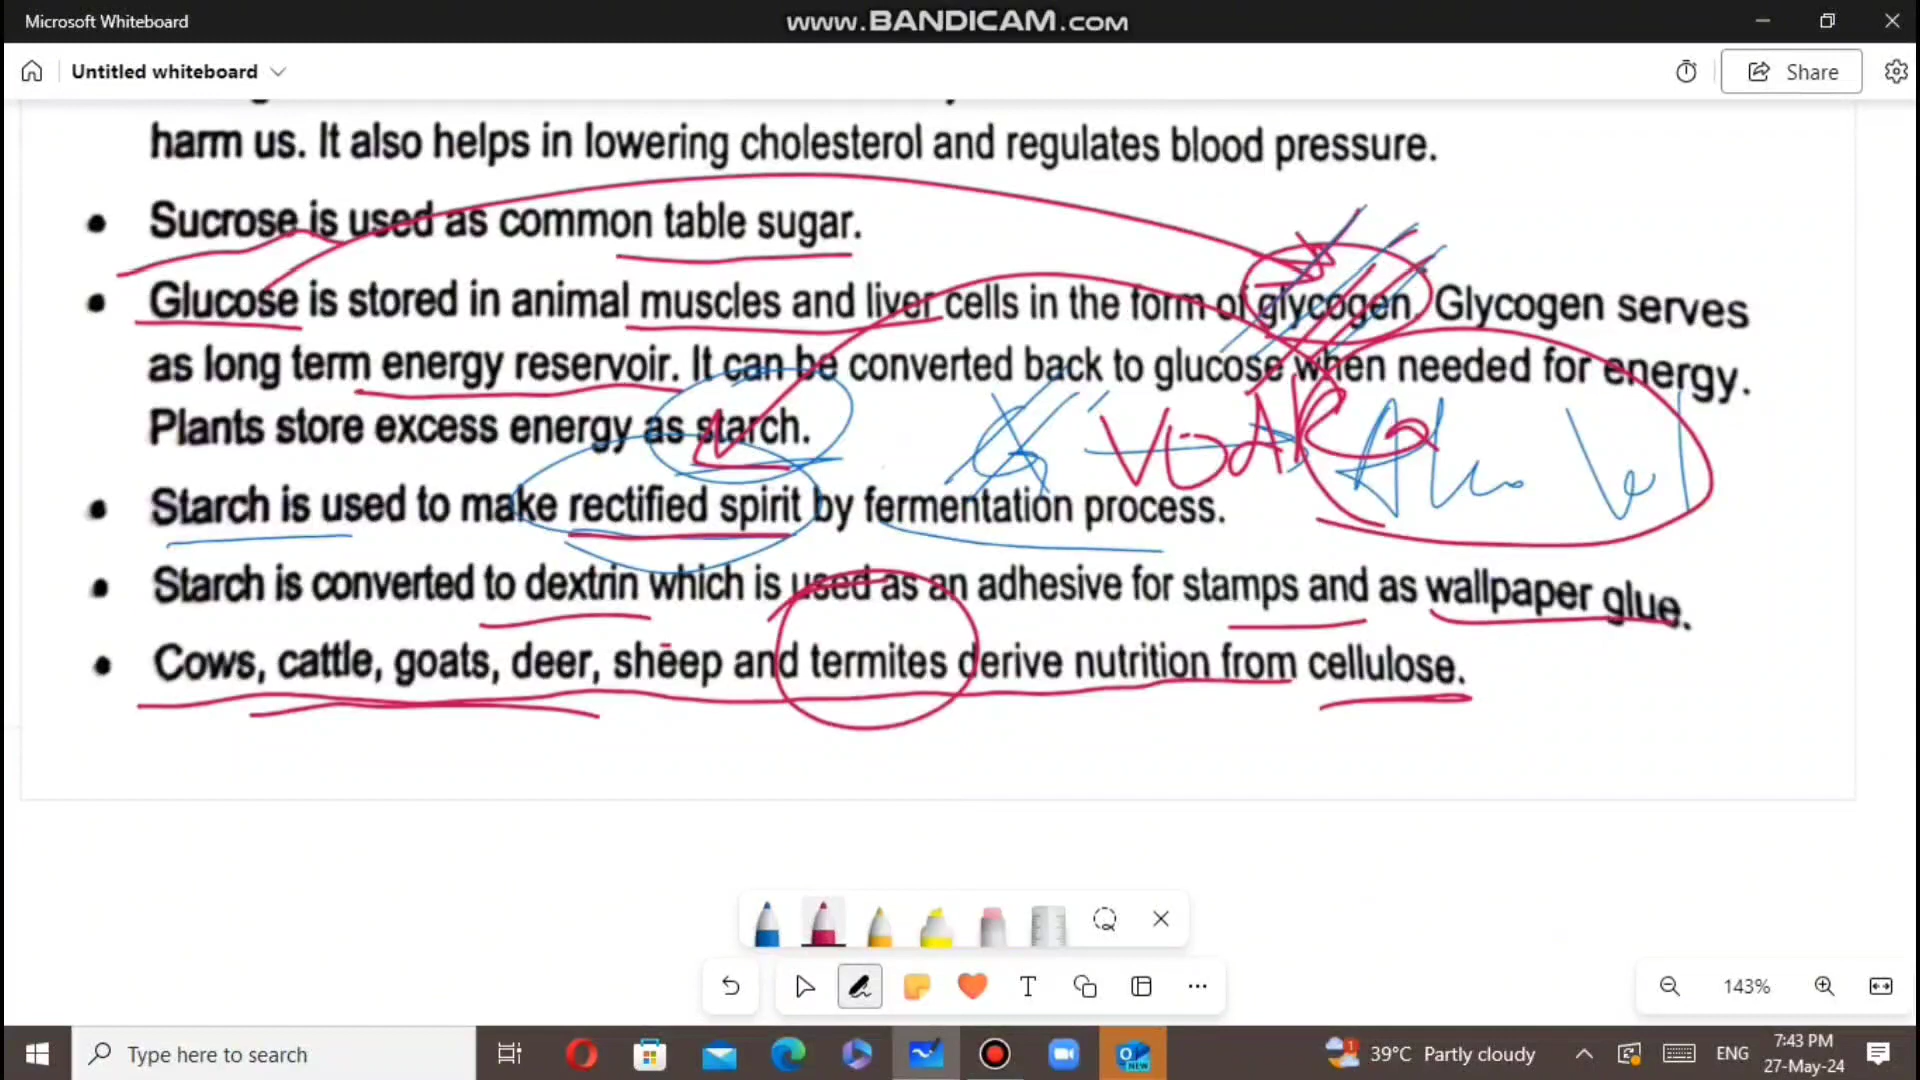 Microsoft Whiteboard
www.BANDICAM.com
Untitled whiteboard
Share
harm us. It also helps in lowering cholesterol and regulates blood pressure.
• Sucrose is used as common table sugar.
• Glucose is stored in animal muscles and liver cells in the form of glycogen. Glycogen serves
as long term energy reservoir. It can be converted back to glucose when needed for energy.
Plants store excess energy as starch.
• Starch is used to make rectified spirit by fermentation process.
• Starch is converted to dextrin which is used as an adhesive for stamps and as wallpaper glue.
• Cows, cattle, goats, deer, sheep and termites derive nutrition from cellulose.
143%
Type here to search
39°C Partly cloudy
ENG
7:43 PM
27-May-24